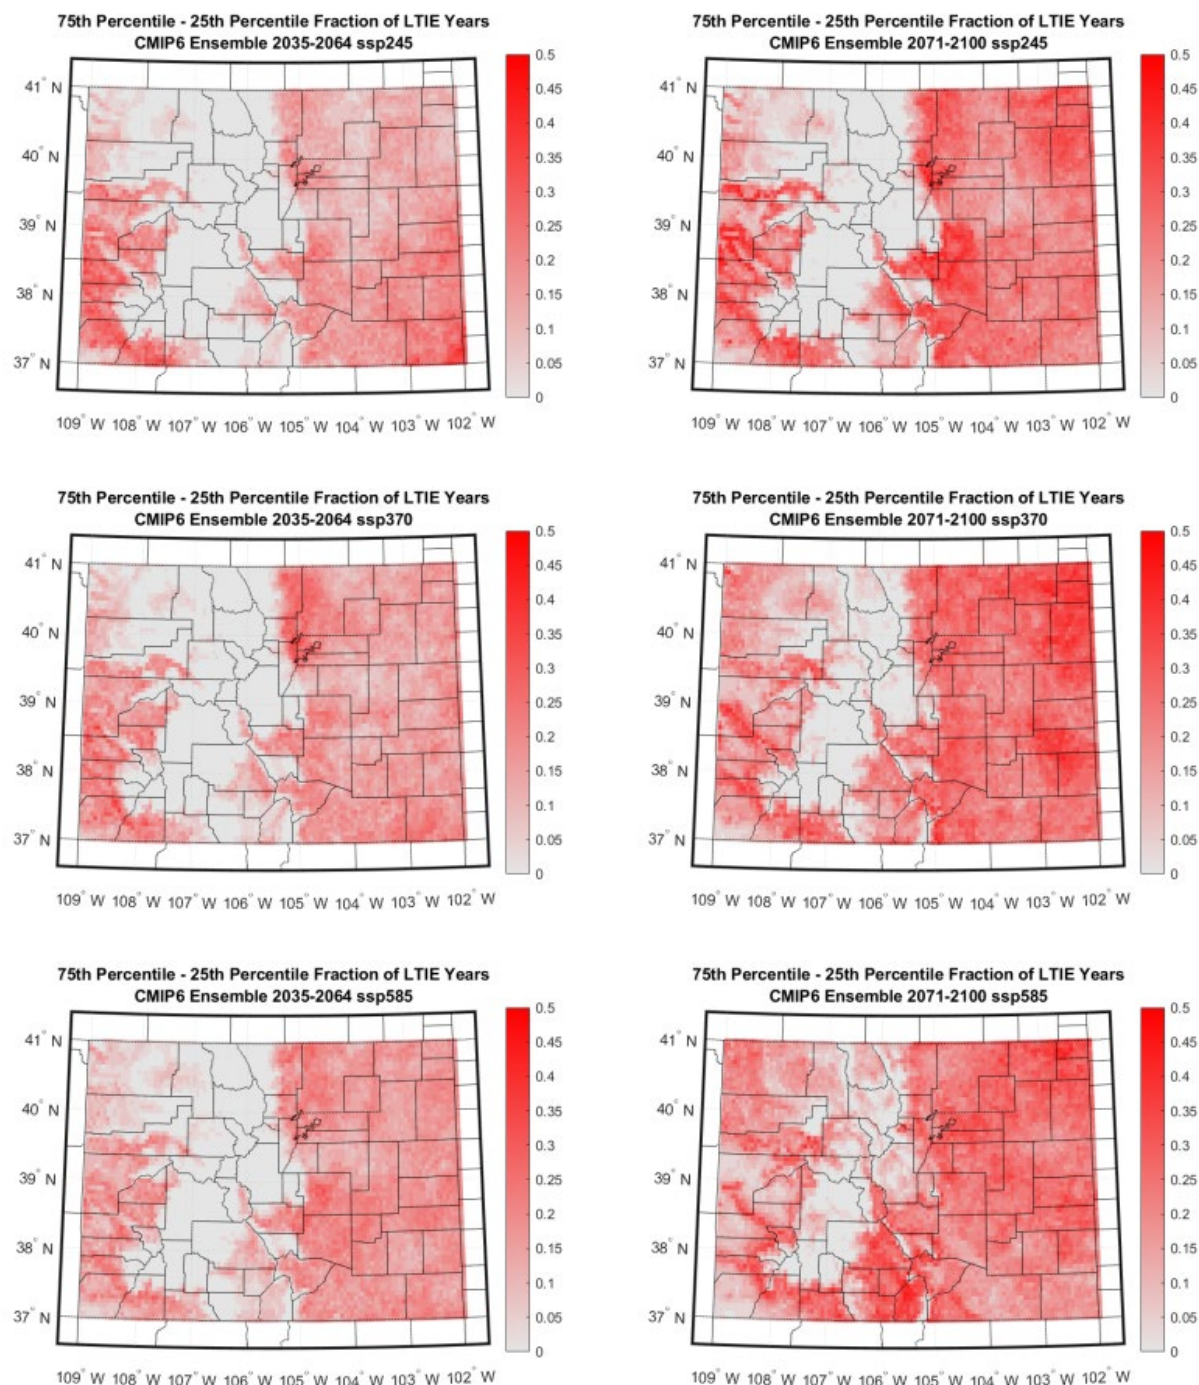 75th Percentile - 25th Percentile Fraction of LTIE Years
CMIP6 Ensemble 2035-2064 ssp245
41° N
40° N
39° N
38° N
37° N
109° W 108° W 107° W 106° W 105° W 104° W 103° W 102° W
0.5
0.45
0.4
0.35
0.3
0.25
0.2
0.15
0.1
0.05
0
75th Percentile - 25th Percentile Fraction of LTIE Years
CMIP6 Ensemble 2071-2100 ssp245
41° N
40° N
39° N
38° N
37° N
109° W 108° W 107° W 106° W 105° W 104° W 103° W 102° W
0.5
0.45
0.4
0.35
0.3
0.25
0.2
0.15
0.1
0.05
0
75th Percentile - 25th Percentile Fraction of LTIE Years
CMIP6 Ensemble 2035-2064 ssp370
41° N
40° N
39° N
38° N
37° N
109° W 108° W 107° W 106° W 105° W 104° W 103° W 102° W
0.5
0.45
0.4
0.35
0.3
0.25
0.2
0.15
0.1
0.05
0
75th Percentile - 25th Percentile Fraction of LTIE Years
CMIP6 Ensemble 2071-2100 ssp370
41° N
40° N
39° N
38° N
37° N
109° W 108° W 107° W 106° W 105° W 104° W 103° W 102° W
0.5
0.45
0.4
0.35
0.3
0.25
0.2
0.15
0.1
0.05
0
75th Percentile - 25th Percentile Fraction of LTIE Years
CMIP6 Ensemble 2035-2064 ssp585
41° N
40° N
39° N
38° N
37° N
109° W 108° W 107° W 106° W 105° W 104° W 103° W 102° W
0.5
0.45
0.4
0.35
0.3
0.25
0.2
0.15
0.1
0.05
0
75th Percentile - 25th Percentile Fraction of LTIE Years
CMIP6 Ensemble 2071-2100 ssp585
41° N
40° N
39° N
38° N
37° N
109° W 108° W 107° W 106° W 105° W 104° W 103° W 102° W
0.5
0.45
0.4
0.35
0.3
0.25
0.2
0.15
0.1
0.05
0